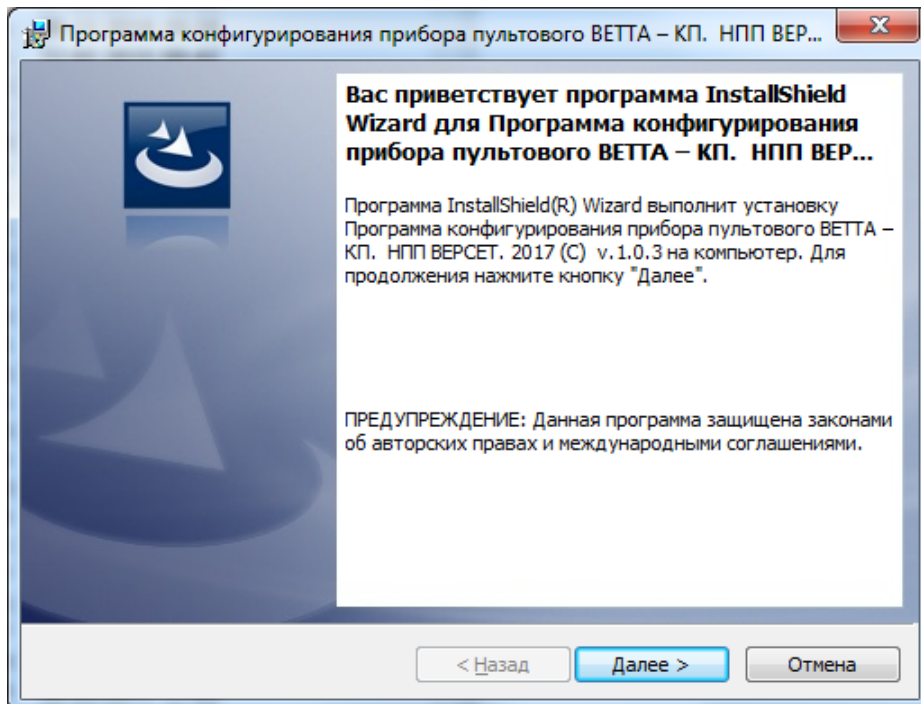 Программа конфигурирования прибора пультового ВЕТТА – КП. НПП ВЕР...
Вас приветствует программа InstallShield
Wizard для Программа конфигурирования
прибора пультового ВЕТТА – КП. НПП ВЕР...
Программа InstallShield(R) Wizard выполнит установку
Программа конфигурирования прибора пультового ВЕТТА –
КП. НПП ВЕРСЕТ. 2017 (C) v.1.0.3 на компьютер. Для
продолжения нажмите кнопку "Далее".
ПРЕДУПРЕЖДЕНИЕ: Данная программа защищена законами
об авторских правах и международными соглашениями.
< Назад
Далее >
Отмена